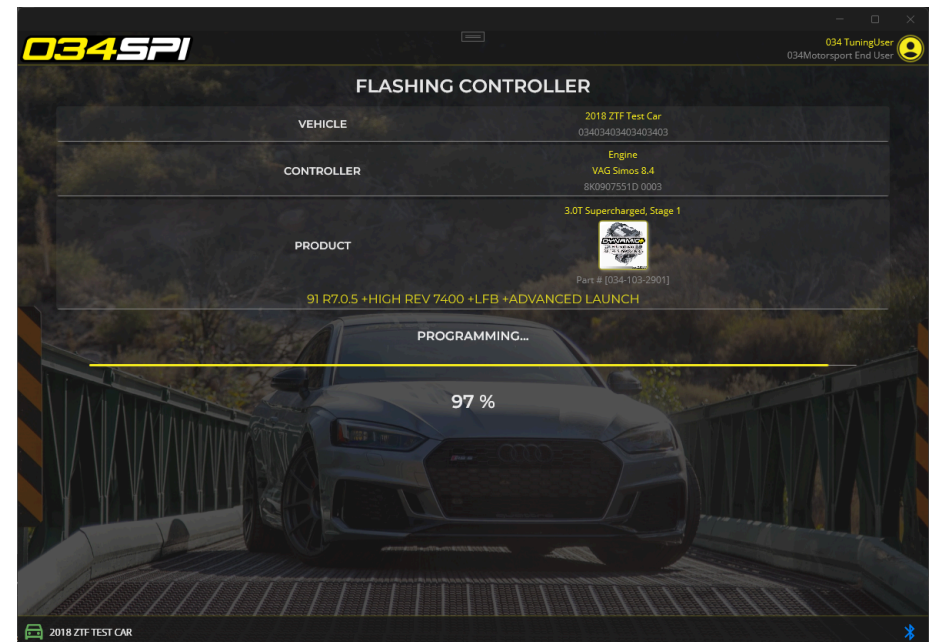 034SPI
034 TuningUser
034Motorsport End User
FLASHING CONTROLLER
VEHICLE
2018 ZTF Test Car
03403403403403403
CONTROLLER
Engine
VAG Simos 8.4
8K0907551D 0003
PRODUCT
3.0T Supercharged, Stage 1
DYNAMIC+
Part # [034-103-2901]
91 R7.0.5 +HIGH REV 7400 +LFB +ADVANCED LAUNCH
PROGRAMMING...
97 %
2018 ZTF TEST CAR